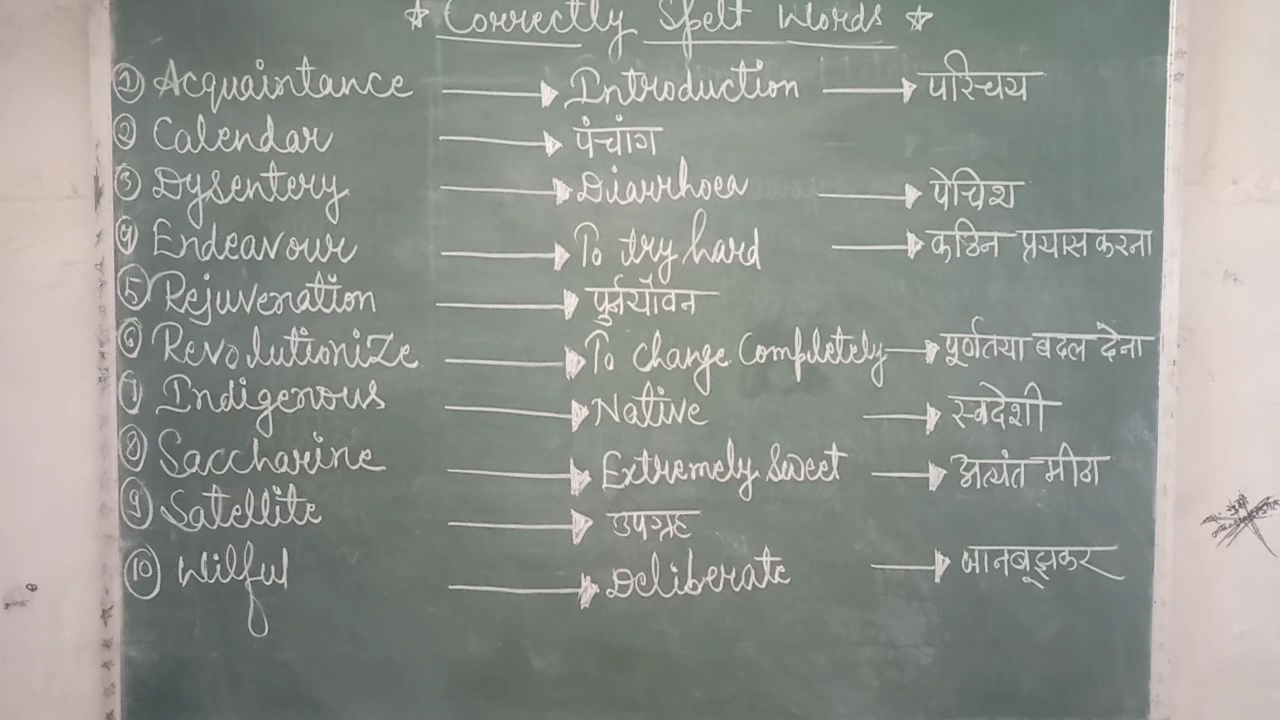 ☆ Correctly Spelt Words ☆
① Acquaintance → Introduction → परिचय
② Calendar → पंचांग
③ Dysentery → Diarrhoea → पेचिश
④ Endeavour → To try hard → कठिन प्रयास करना
⑤ Rejuvenation → पुर्नयौवन
⑥ Revolutionize → To change completely → पूर्णतया बदल देना
⑦ Indigenous → Native → स्वदेशी
⑧ Saccharine → Extremely sweet → अत्यंत मीठा
⑨ Satellite → उपग्रह
⑩ Wilful → Deliberate → जानबूझकर